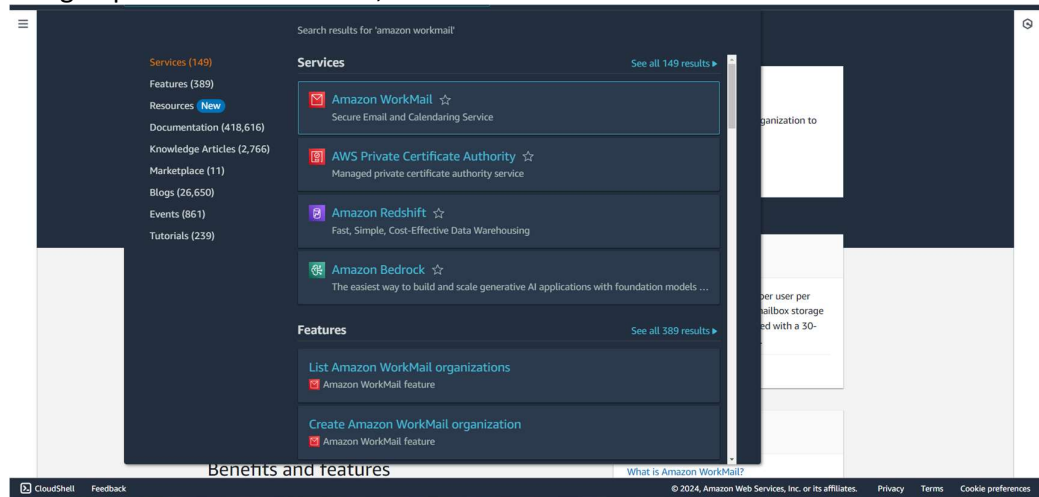 Search results for 'amazon workmail'
Services (149)
Features (389)
Resources New
Documentation (418,616)
Knowledge Articles (2,766)
Marketplace (11)
Blogs (26,650)
Events (861)
Tutorials (239)
Services
See all 149 results
Amazon WorkMail
Secure Email and Calendaring Service
AWS Private Certificate Authority
Managed private certificate authority service
Amazon Redshift
Fast, Simple, Cost-Effective Data Warehousing
Amazon Bedrock
The easiest way to build and scale generative AI applications with foundation models ...
Features
See all 389 results
List Amazon WorkMail organizations
Amazon WorkMail feature
Create Amazon WorkMail organization
Amazon WorkMail feature
ganization to
per user per
mailbox storage
ed with a 30-
Benefits and features
What is Amazon WorkMail?
CloudShell Feedback
© 2024, Amazon Web Services, Inc. or its affiliates. Privacy Terms Cookie preferences